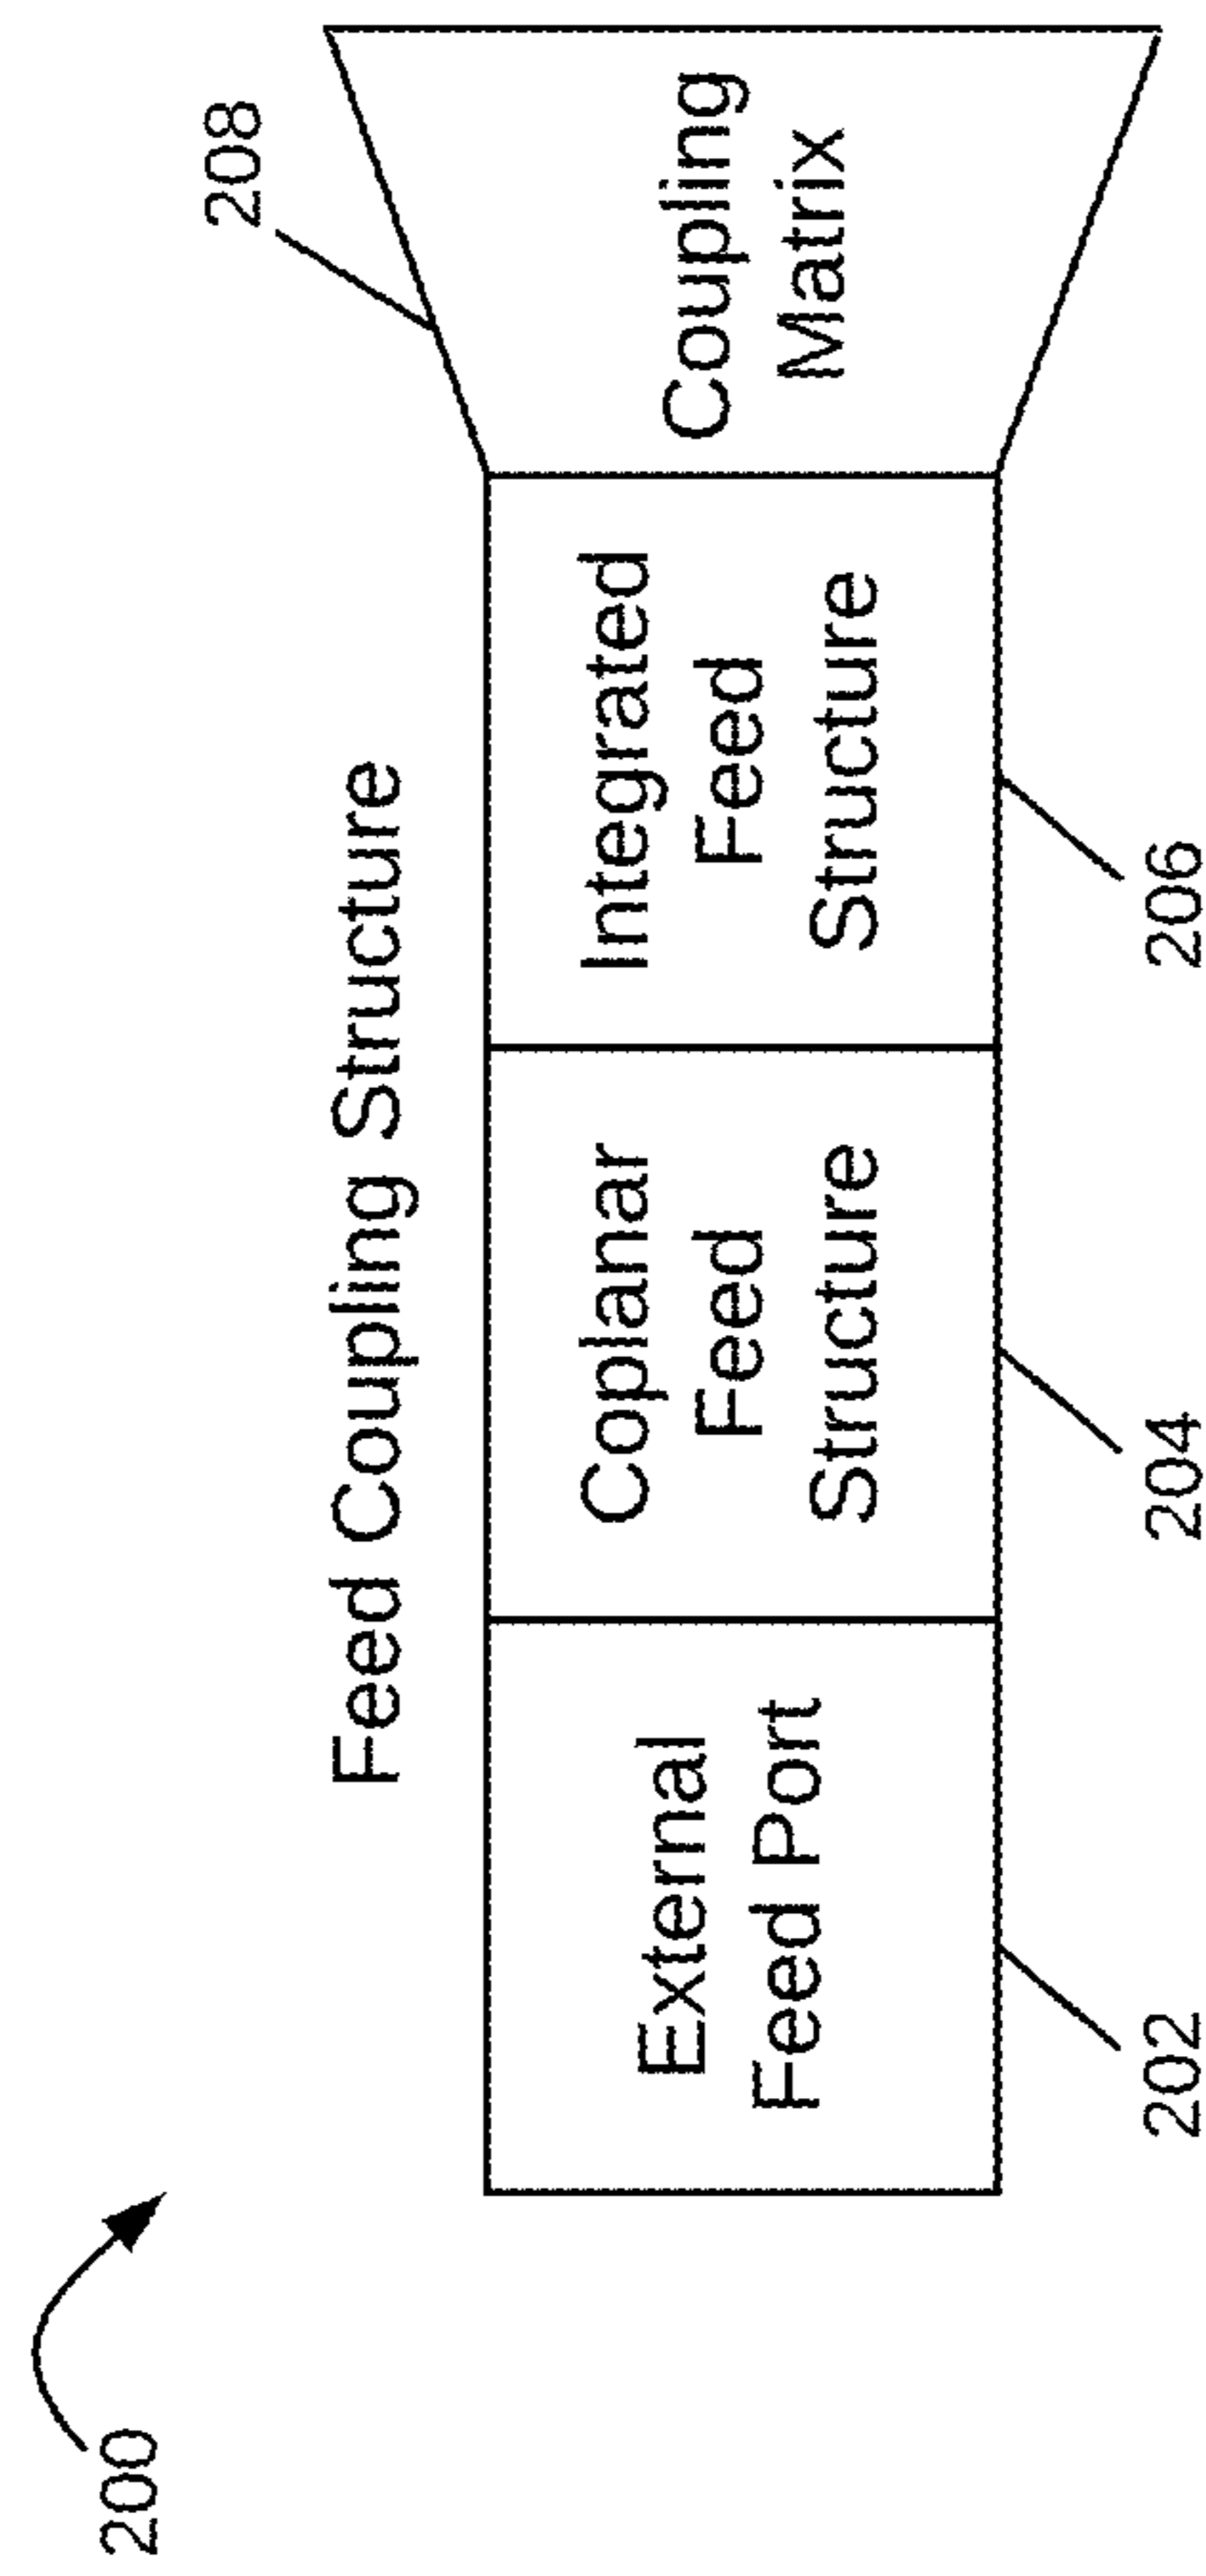 200
Feed Coupling Structure
208
External
Feed Port
Coplanar
Feed
Structure
Integrated
Feed
Structure
Coupling
Matrix
202
204
206